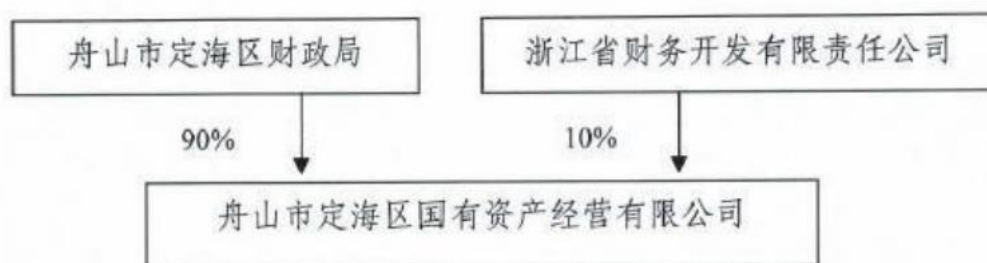 舟山市定海区财政局
浙江省财务开发有限责任公司
90%
10%
舟山市定海区国有资产经营有限公司